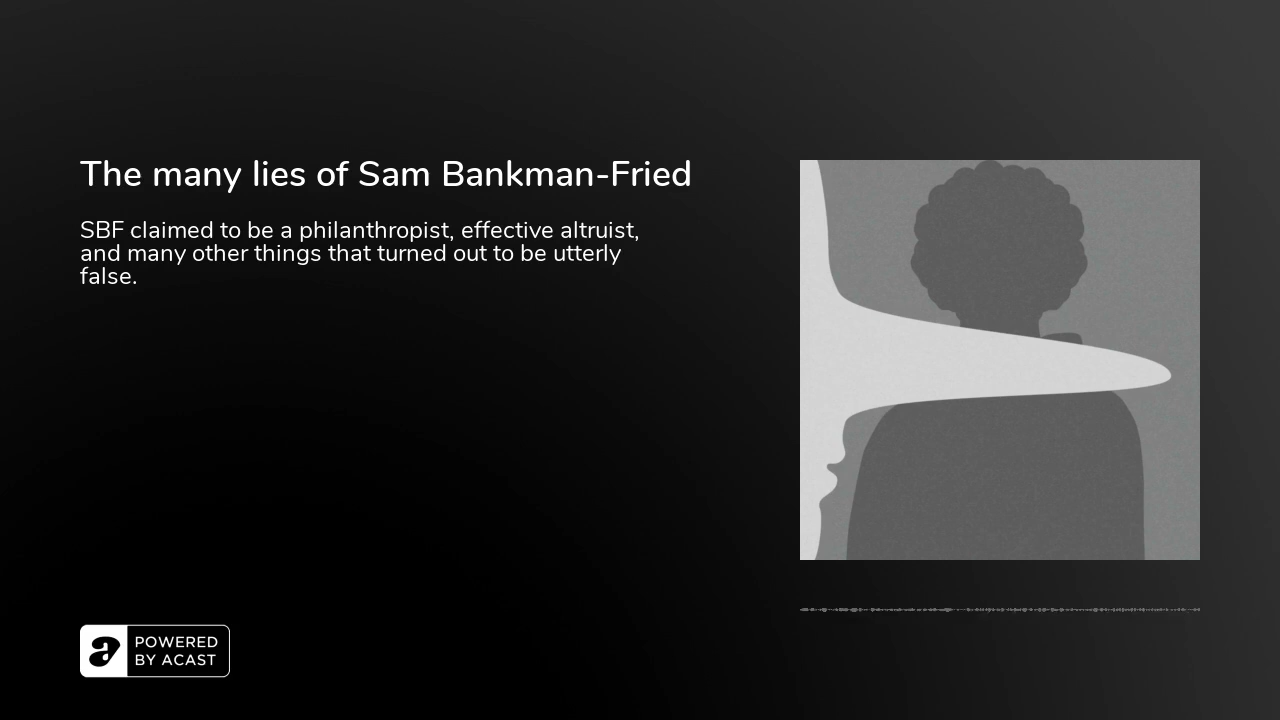 The many lies of Sam Bankman-Fried
SBF claimed to be a philanthropist, effective altruist,
and many other things that turned out to be utterly
false.
a POWERED
BY ACAST